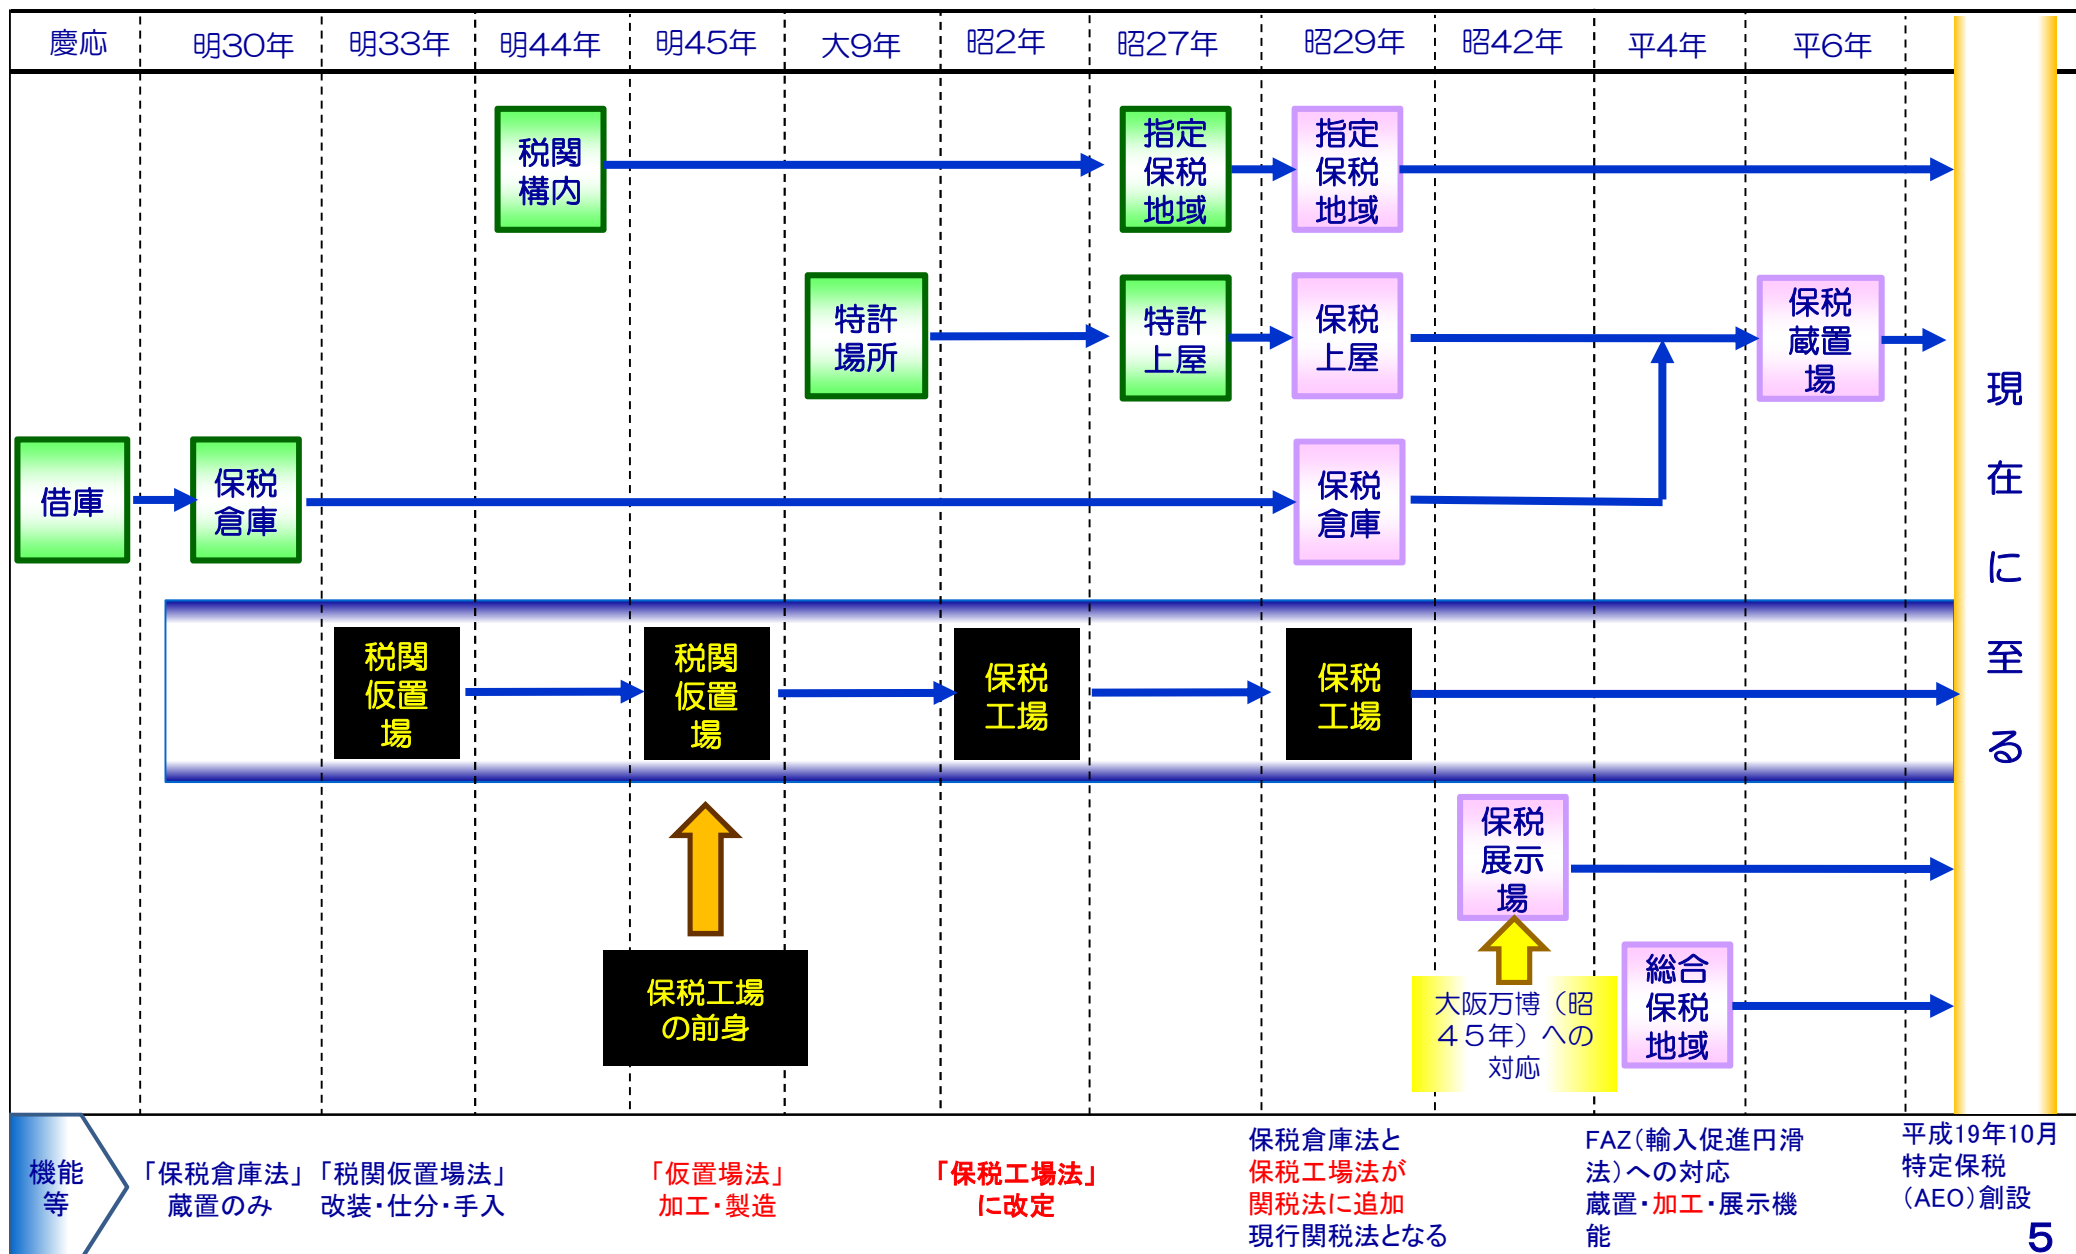 慶応
明30年
明33年
明44年
明45年
大9年
昭2年
昭27年
昭29年
昭42年
平4年
平6年
税関
構内
指定
保税
地域
指定
保税
地域
特許
場所
特許
上屋
保税
上屋
保税
蔵置
場
借庫
保税
倉庫
保税
倉庫
税関
仮置
場
税関
仮置
場
保税
工場
保税
工場
現
在
に
至
る
保税
展示
場
保税工場
の前身
大阪万博（昭
４５年）への
対応
総合
保税
地域
機能
等
「保税倉庫法」
蔵置のみ
「税関仮置場法」
改装・仕分・手入
「仮置場法」
加工・製造
「保税工場法」
に改定
保税倉庫法と
保税工場法が
関税法に追加
現行関税法となる
FAZ（輸入促進円滑
法）への対応
蔵置・加工・展示機
能
平成19年10月
特定保税
（AEO）創設
5